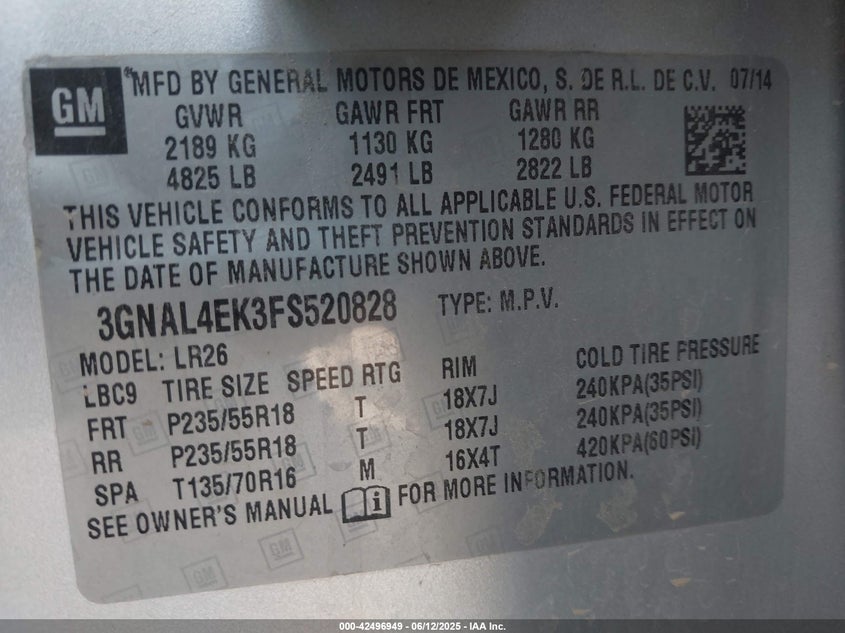 GM
®MFD BY GENERAL MOTORS DE MEXICO, S. DE R.L. DE C.V. 07/14
GVWR GAWR FRT GAWR RR
2189 KG 1130 KG 1280 KG
4825 LB 2491 LB 2822 LB
THIS VEHICLE CONFORMS TO ALL APPLICABLE U.S. FEDERAL MOTOR
VEHICLE SAFETY AND THEFT PREVENTION STANDARDS IN EFFECT ON
THE DATE OF MANUFACTURE SHOWN ABOVE.
3GNAL4EK3FS520828 TYPE: M.P.V.
MODEL: LR26
LBC9 TIRE SIZE SPEED RTG RIM COLD TIRE PRESSURE
FRT P235/55R18 T 18X7J 240KPA(35PSI)
RR P235/55R18 T 18X7J 240KPA(35PSI)
SPA T135/70R16 M 16X4T 420KPA(60PSI)
SEE OWNER'S MANUAL FOR MORE INFORMATION.
000-42496949 - 06/12/2025 - IAA Inc.